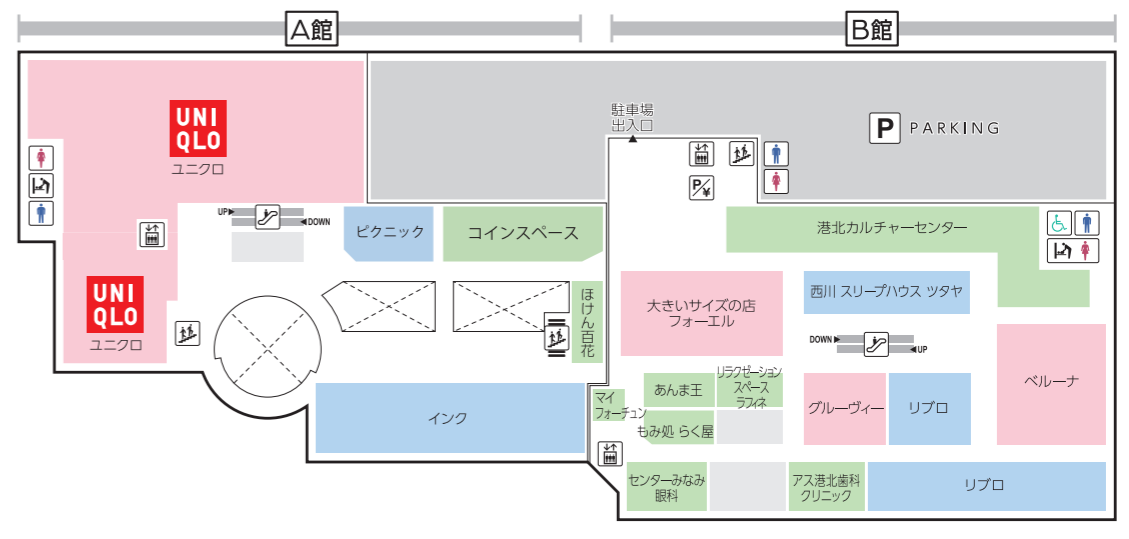 A館
B館
UNI
QLO
ユニクロ
駐車場
出入口
P PARKING
P/¥
UP
DOWN
ピクニック
コインスペース
港北カルチャーセンター
UNI
QLO
ユニクロ
ほけん百花
大きいサイズの店
フォーエル
西川 スリープハウス ツタヤ
DOWN
UP
ベルーナ
インク
マイ
フォーチュン
あんま王
リラクゼーション
スペース
ラフィネ
もみ処 らく屋
グルーヴィー
リブロ
センターみなみ
眼科
アス港北歯科
クリニック
リブロ